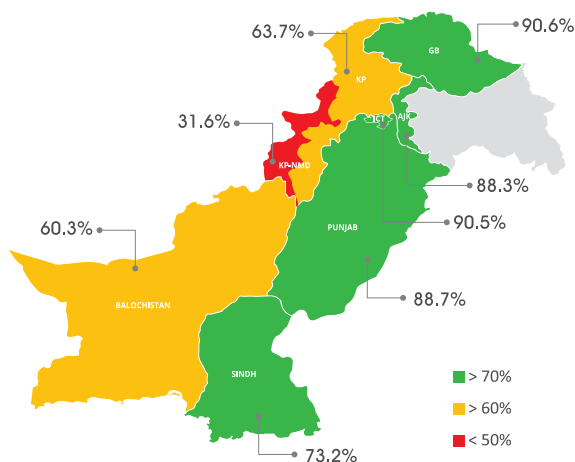 90.6%
63.7%
GB
KP
31.6%
ICT
AJK
KP-NMD
88.3%
90.5%
60.3%
PUNJAB
88.7%
BALOCHISTAN
SINDH
> 70%
> 60%
< 50%
73.2%